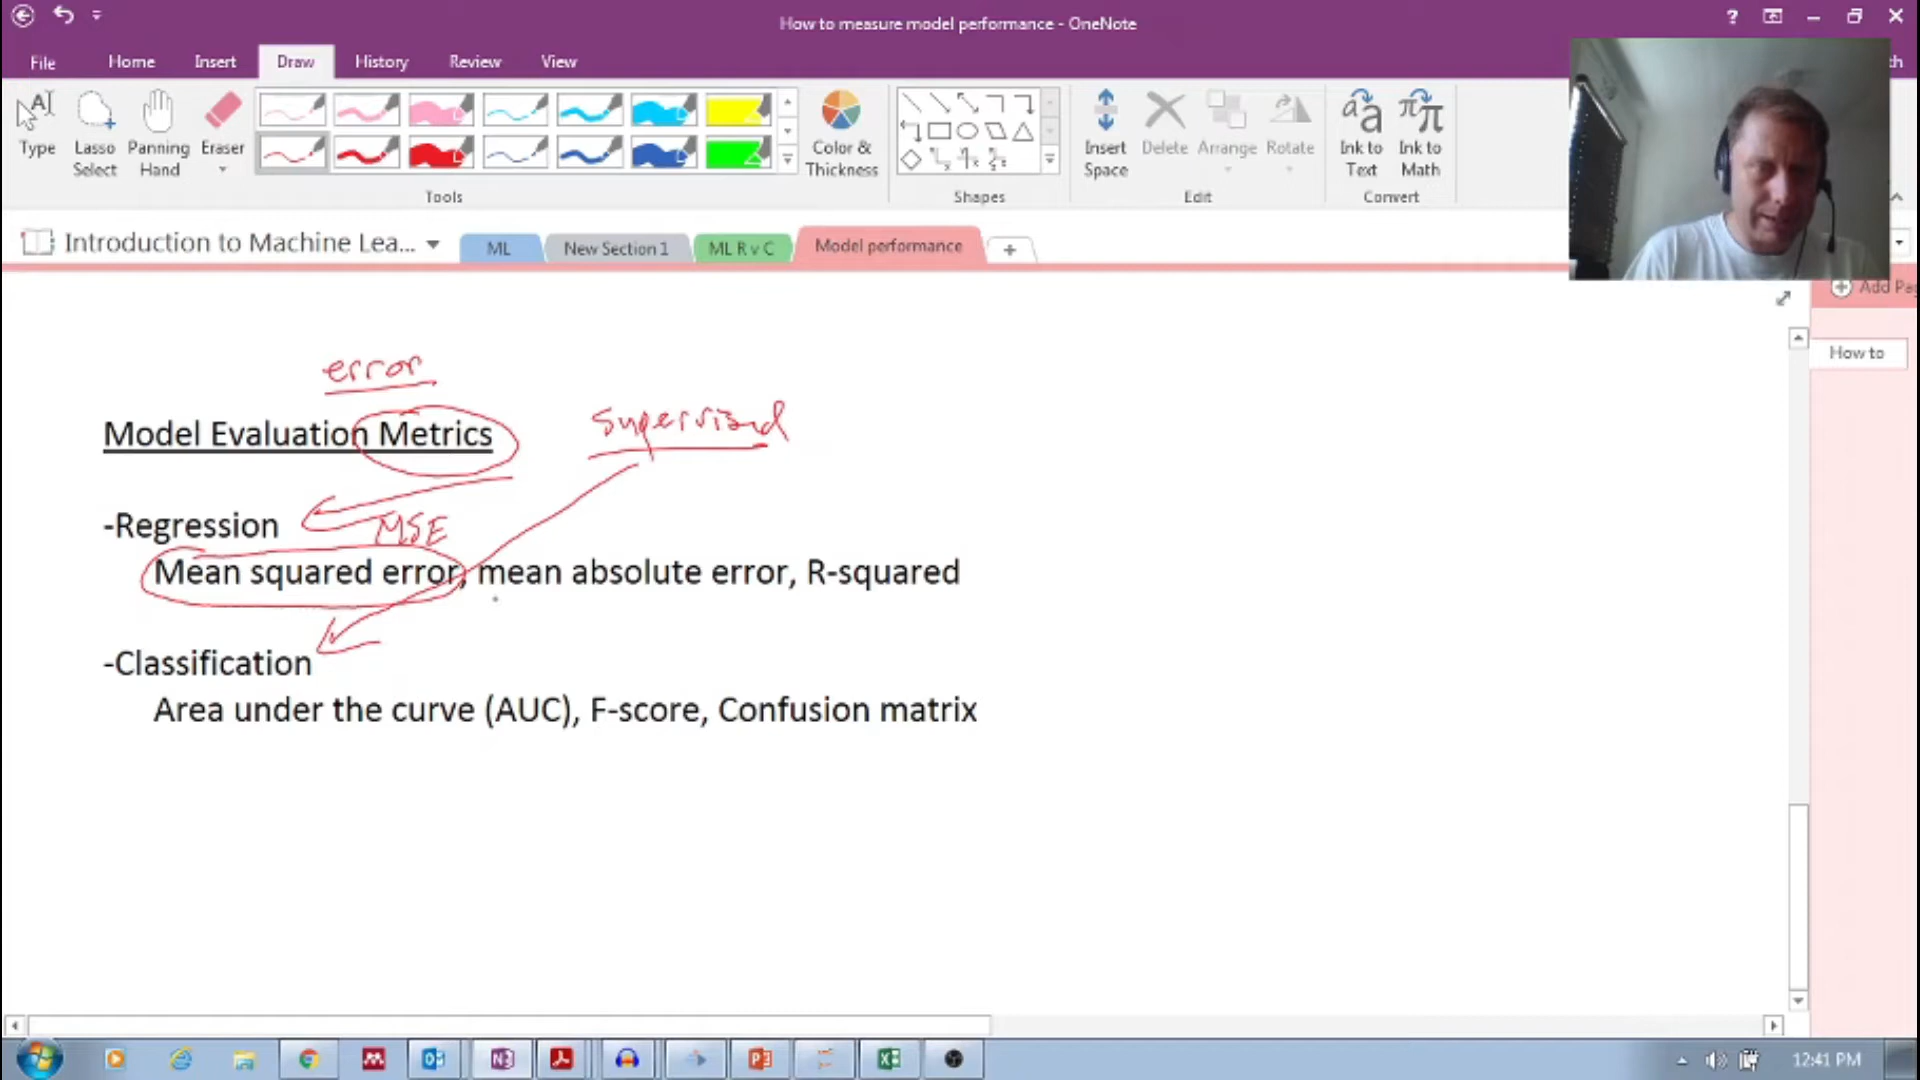 How to measure model performance - OneNote
File Home Insert Draw History Review View
Type
Lasso Select
Panning Hand
Eraser
Color & Thickness
Insert Space
Delete
Arrange
Rotate
Ink to Text
Ink to Math
Tools Shapes Edit Convert
Introduction to Machine Lea... ML New Section 1 ML R v C Model performance
Add Pag
How to
error
Model Evaluation Metrics
supervised
-Regression
MSE
Mean squared error, mean absolute error, R-squared
-Classification
Area under the curve (AUC), F-score, Confusion matrix
12:41 PM